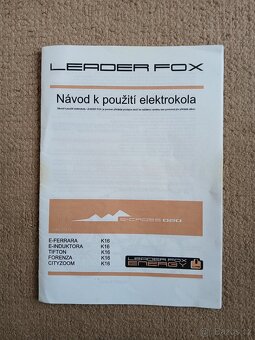 LEADER FOX
Návod k použití elektrokola
E-FERRARA K16
E-INDUKTORA K16
TIFTON K16
FORENZA K16
CITYZOOM K16
LEADER FOX
ENERGY